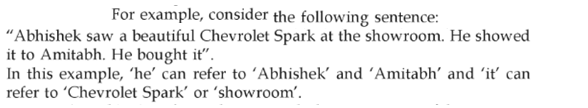 For example, consider the following sentence:
“Abhishek saw a beautiful Chevrolet Spark at the showroom. He showed
it to Amitabh. He bought it”.
In this example, ‘he’ can refer to ‘Abhishek’ and ‘Amitabh’ and ‘it’ can
refer to ‘Chevrolet Spark’ or ‘showroom’.